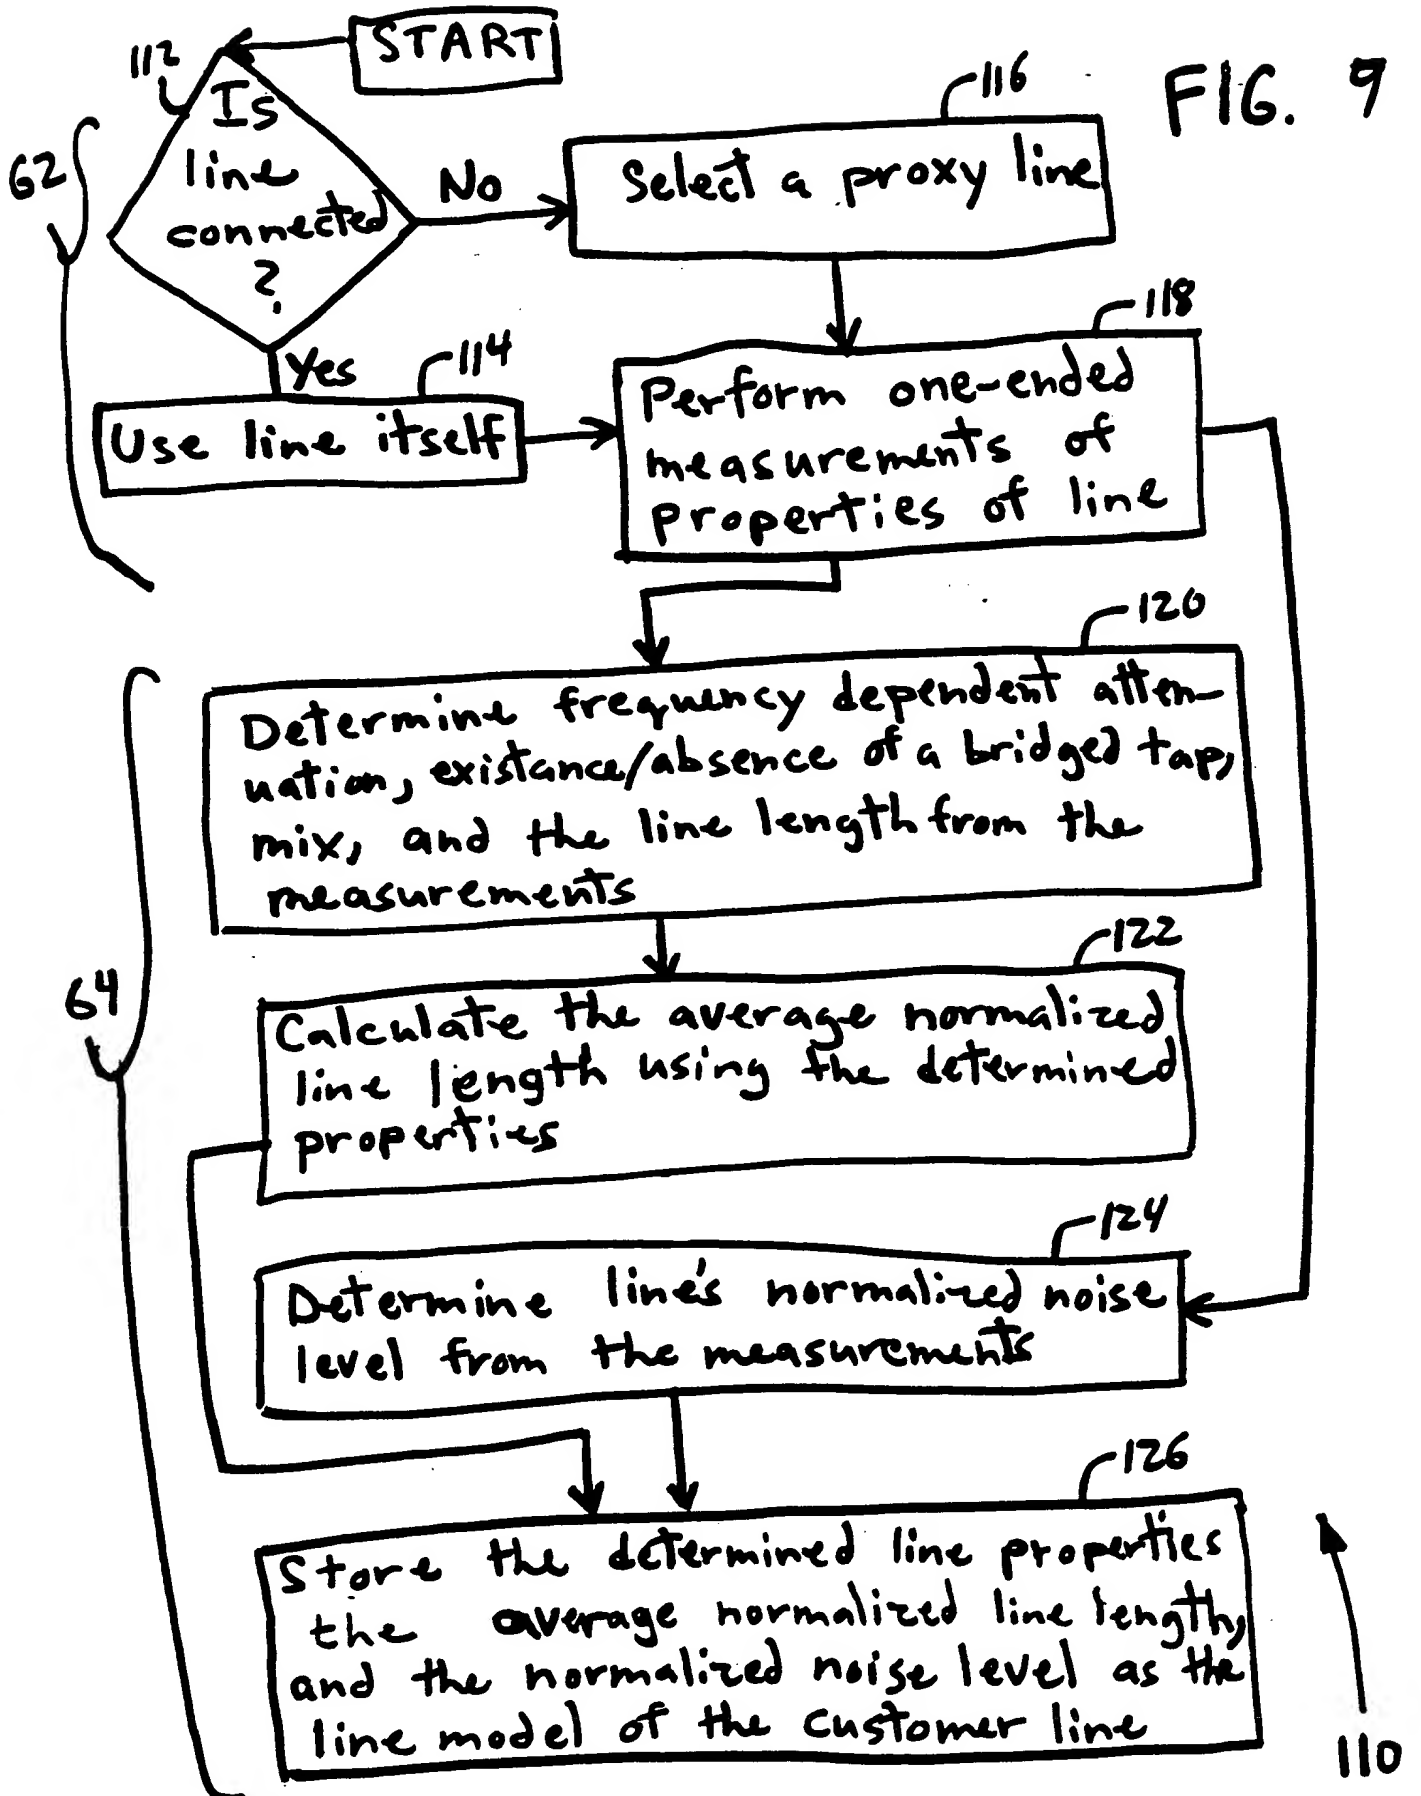 START
FIG. 9
112
Is
line
connected
?
62
No
116
Select a proxy line
Yes
114
Use line itself
118
Perform one-ended
measurements of
properties of line
120
Determine frequency dependent atten-
uation, existance/absence of a bridged tap,
mix, and the line length from the
measurements
64
122
Calculate the average normalized
line length using the determined
properties
124
Determine line's normalized noise
level from the measurements
126
Store the determined line properties
the average normalized line length,
and the normalized noise level as the
line model of the customer line
110